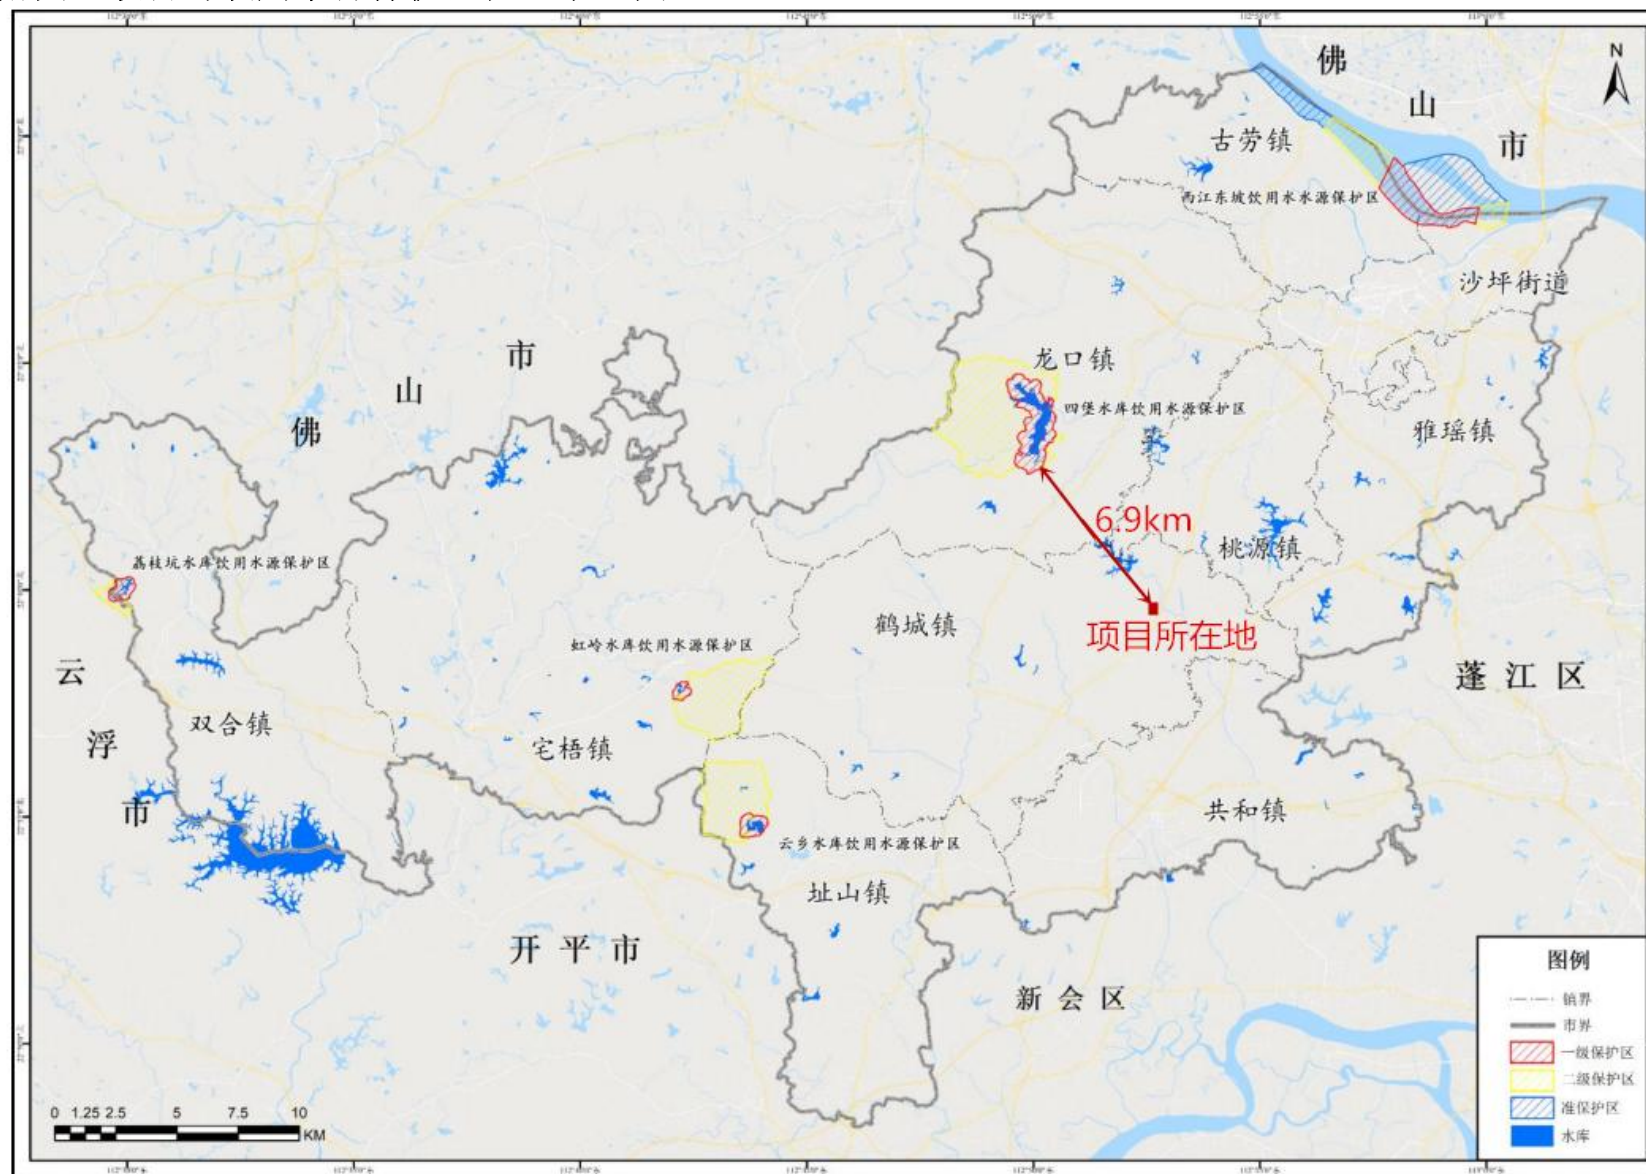 N
佛
山
市
古劳镇
西江东坡饮用水水源保护区
沙坪街道
龙口镇
四堡水库饮用水源保护区
雅瑶镇
市
山
佛
6.9km
桃源镇
荔枝坑水库饮用水源保护区
鹤城镇
项目所在地
虹岭水库饮用水源保护区
云
浮
市
蓬江区
双合镇
宅梧镇
共和镇
云乡水库饮用水源保护区
址山镇
开平市
新会区
图例
镇界
市界
一级保护区
二级保护区
准保护区
水库
0 1.25 2.5 5 7.5 10
KM